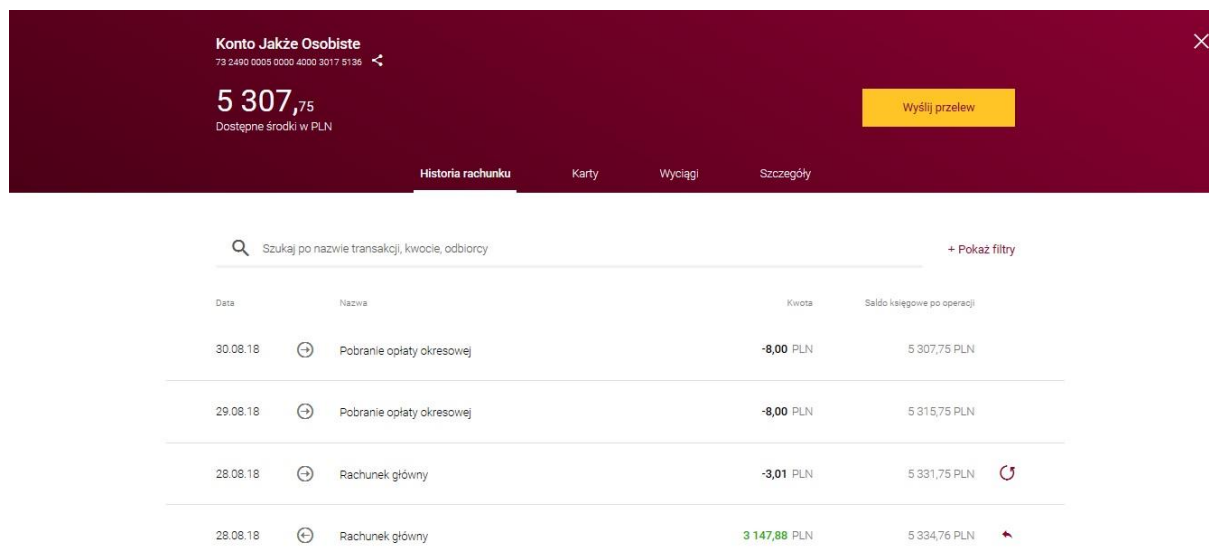 Konto Jakże Osobiste
73 2490 0005 0000 4000 3017 5136
5 307,75
Dostępne środki w PLN
Wyślij przelew
Historia rachunku Karty Wyciągi Szczegóły
Szukaj po nazwie transakcji, kwocie, odbiorcy + Pokaż filtry
Data Nazwa Kwota Saldo księgowe po operacji
30.08.18 Pobranie opłaty okresowej -8,00 PLN 5 307,75 PLN
29.08.18 Pobranie opłaty okresowej -8,00 PLN 5 315,75 PLN
28.08.18 Rachunek główny -3,01 PLN 5 331,75 PLN
28.08.18 Rachunek główny 3 147,88 PLN 5 334,76 PLN